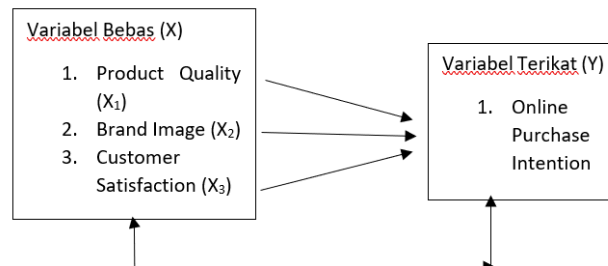 Variabel Bebas (X)
1. Product Quality
(X₁)
2. Brand Image (X₂)
3. Customer
Satisfaction (X₃)
Variabel Terikat (Y)
1. Online
Purchase
Intention